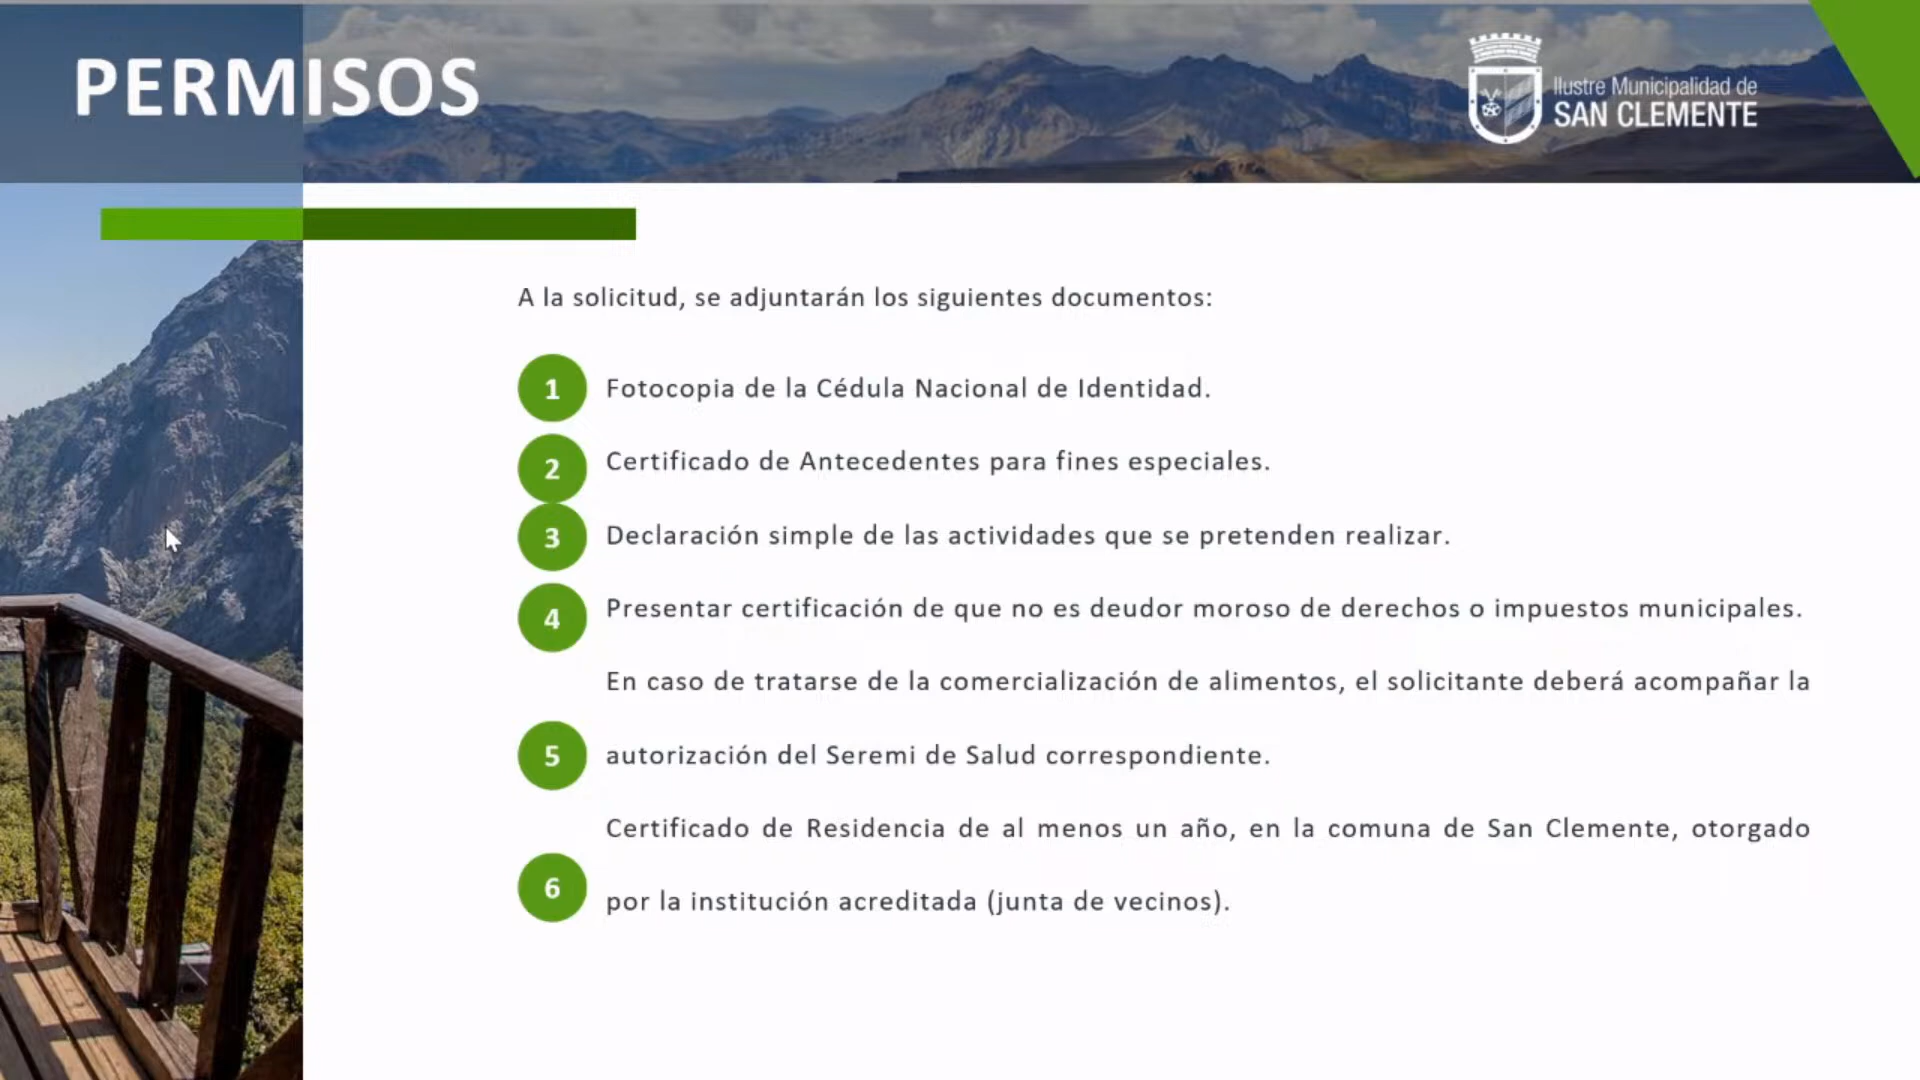 PERMISOS
Ilustre Municipalidad de
SAN CLEMENTE
A la solicitud, se adjuntarán los siguientes documentos:
1 Fotocopia de la Cédula Nacional de Identidad.
2 Certificado de Antecedentes para fines especiales.
3 Declaración simple de las actividades que se pretenden realizar.
4 Presentar certificación de que no es deudor moroso de derechos o impuestos municipales.
En caso de tratarse de la comercialización de alimentos, el solicitante deberá acompañar la
5 autorización del Seremi de Salud correspondiente.
Certificado de Residencia de al menos un año, en la comuna de San Clemente, otorgado
6 por la institución acreditada (junta de vecinos).